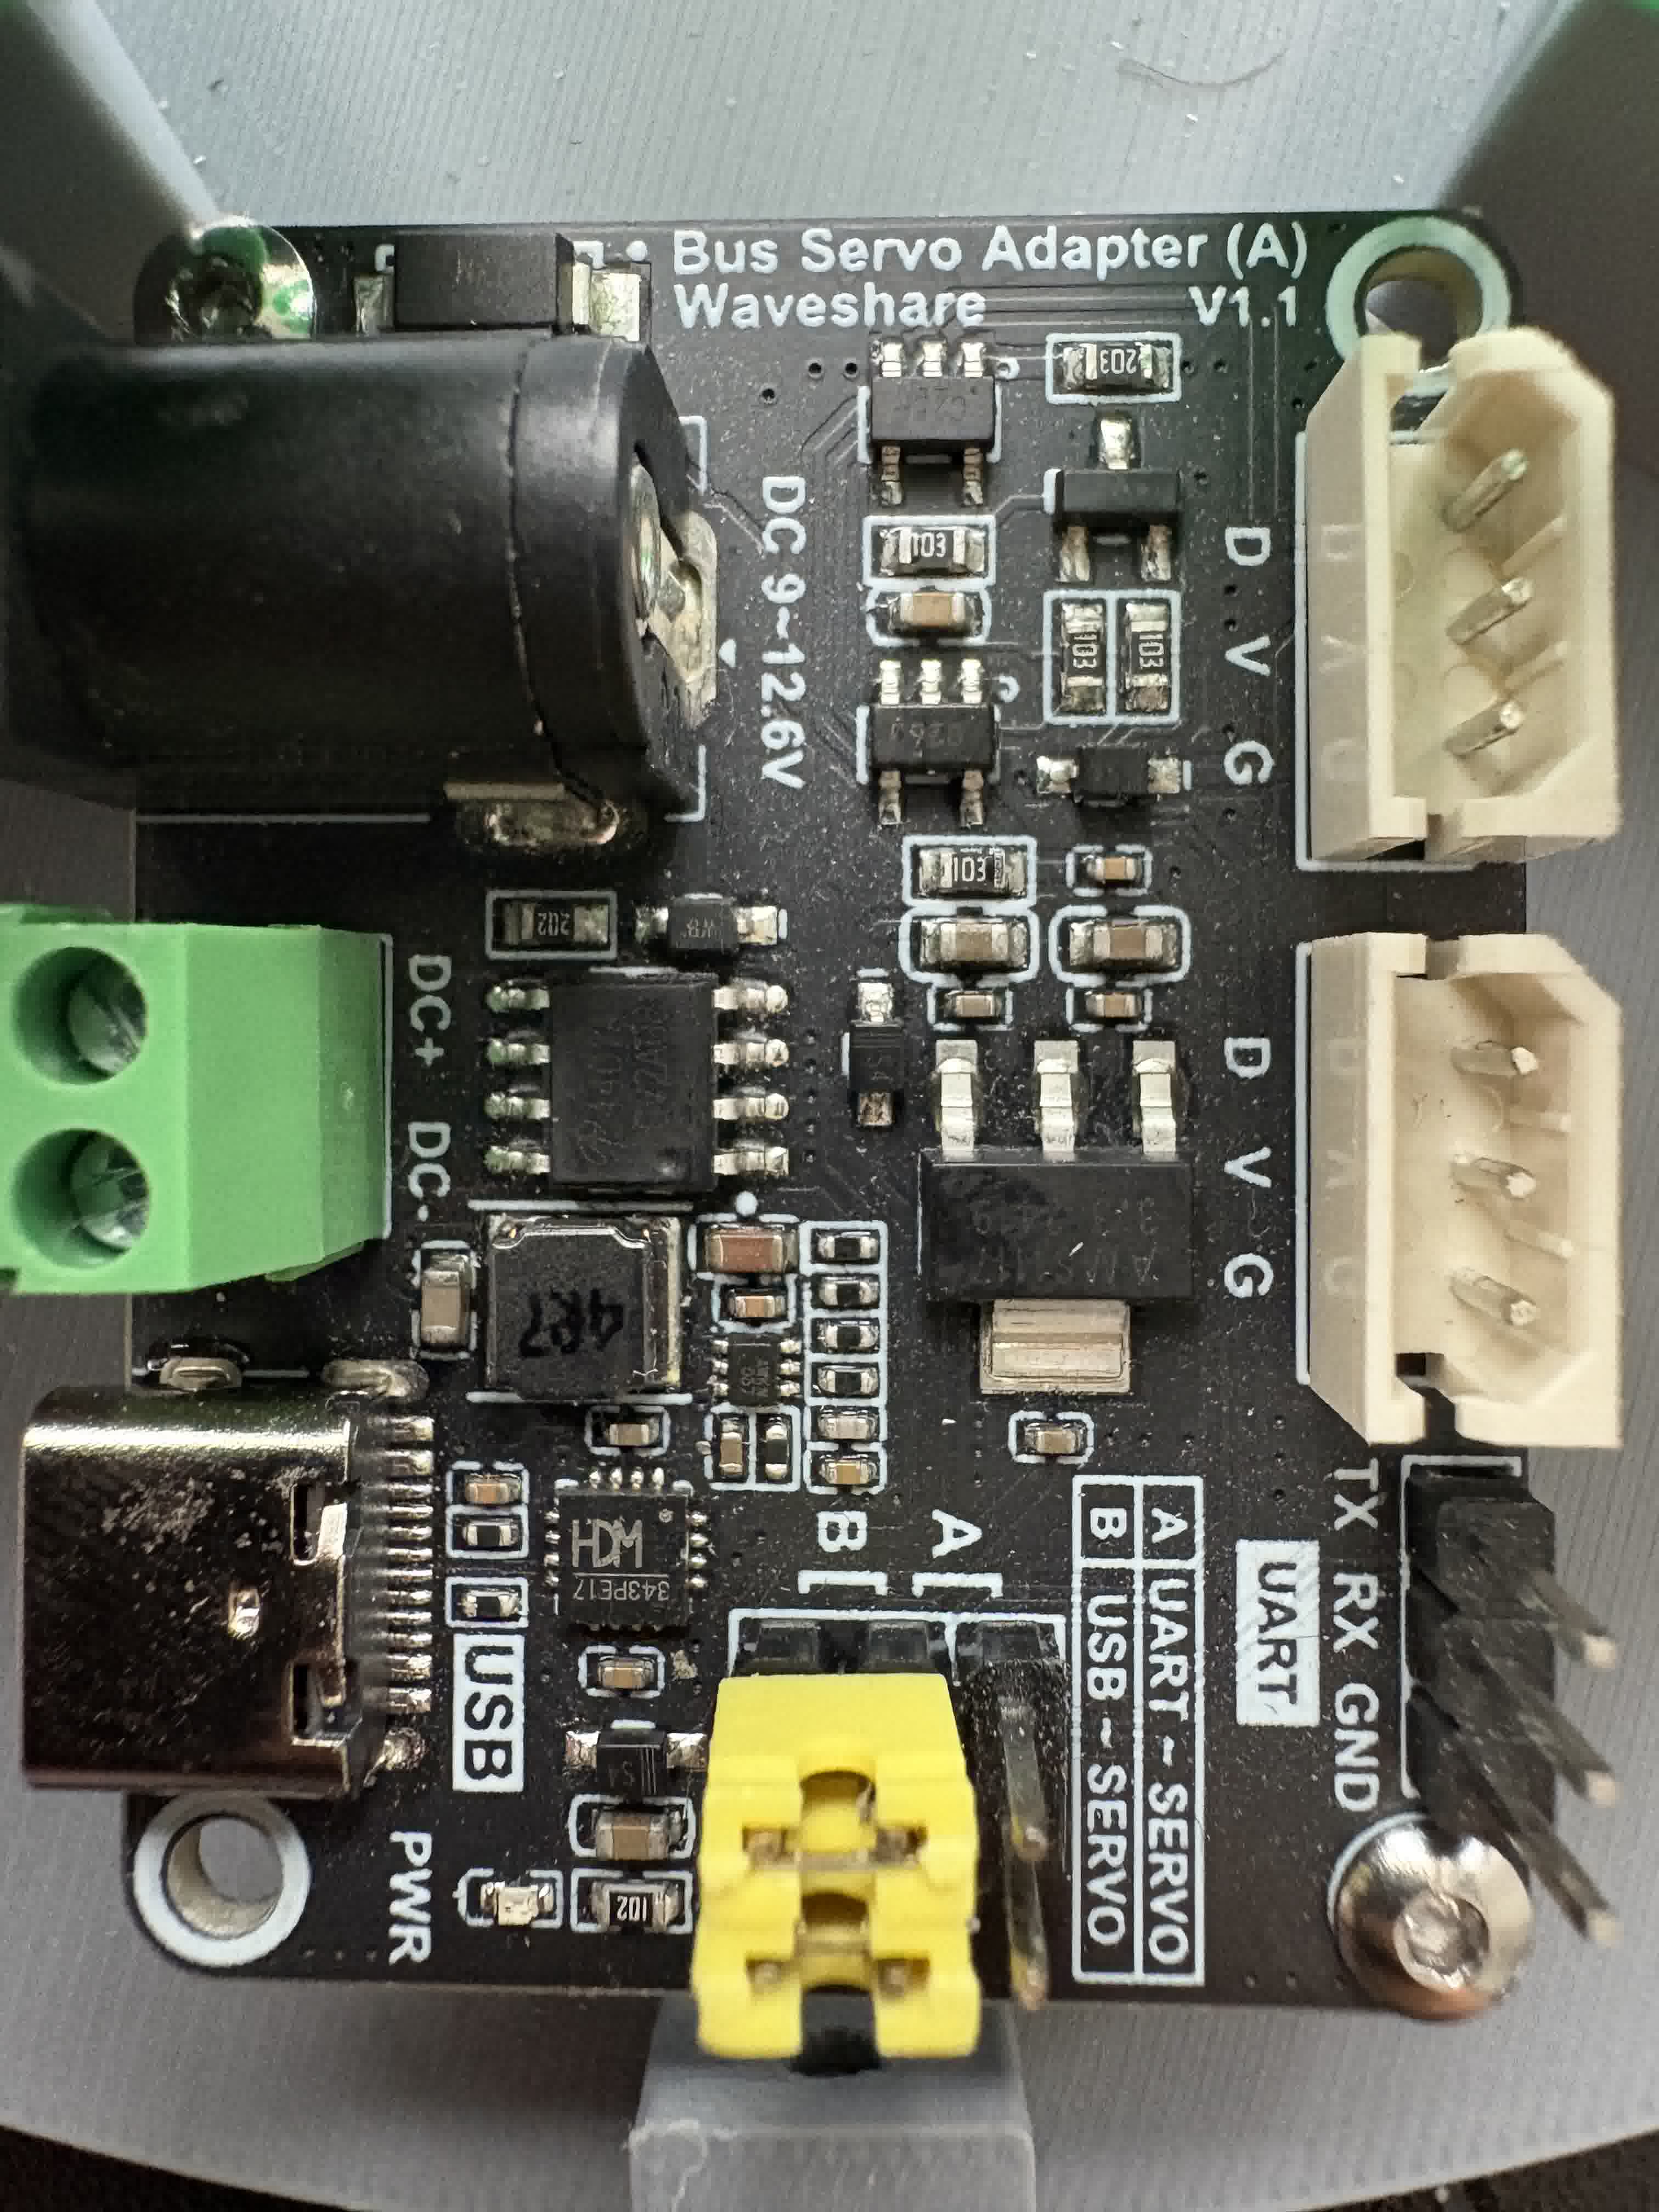 Bus Servo Adapter (A)
Waveshare
V1.1
203
DC 9~12.6V
103
103
103
D V G
103
202
DC+ DC-
D V G
4R7
HDM
343PE17
B
A
A UART ~ SERVO
B USB ~ SERVO
UART
TX RX GND
USB
PWR
102